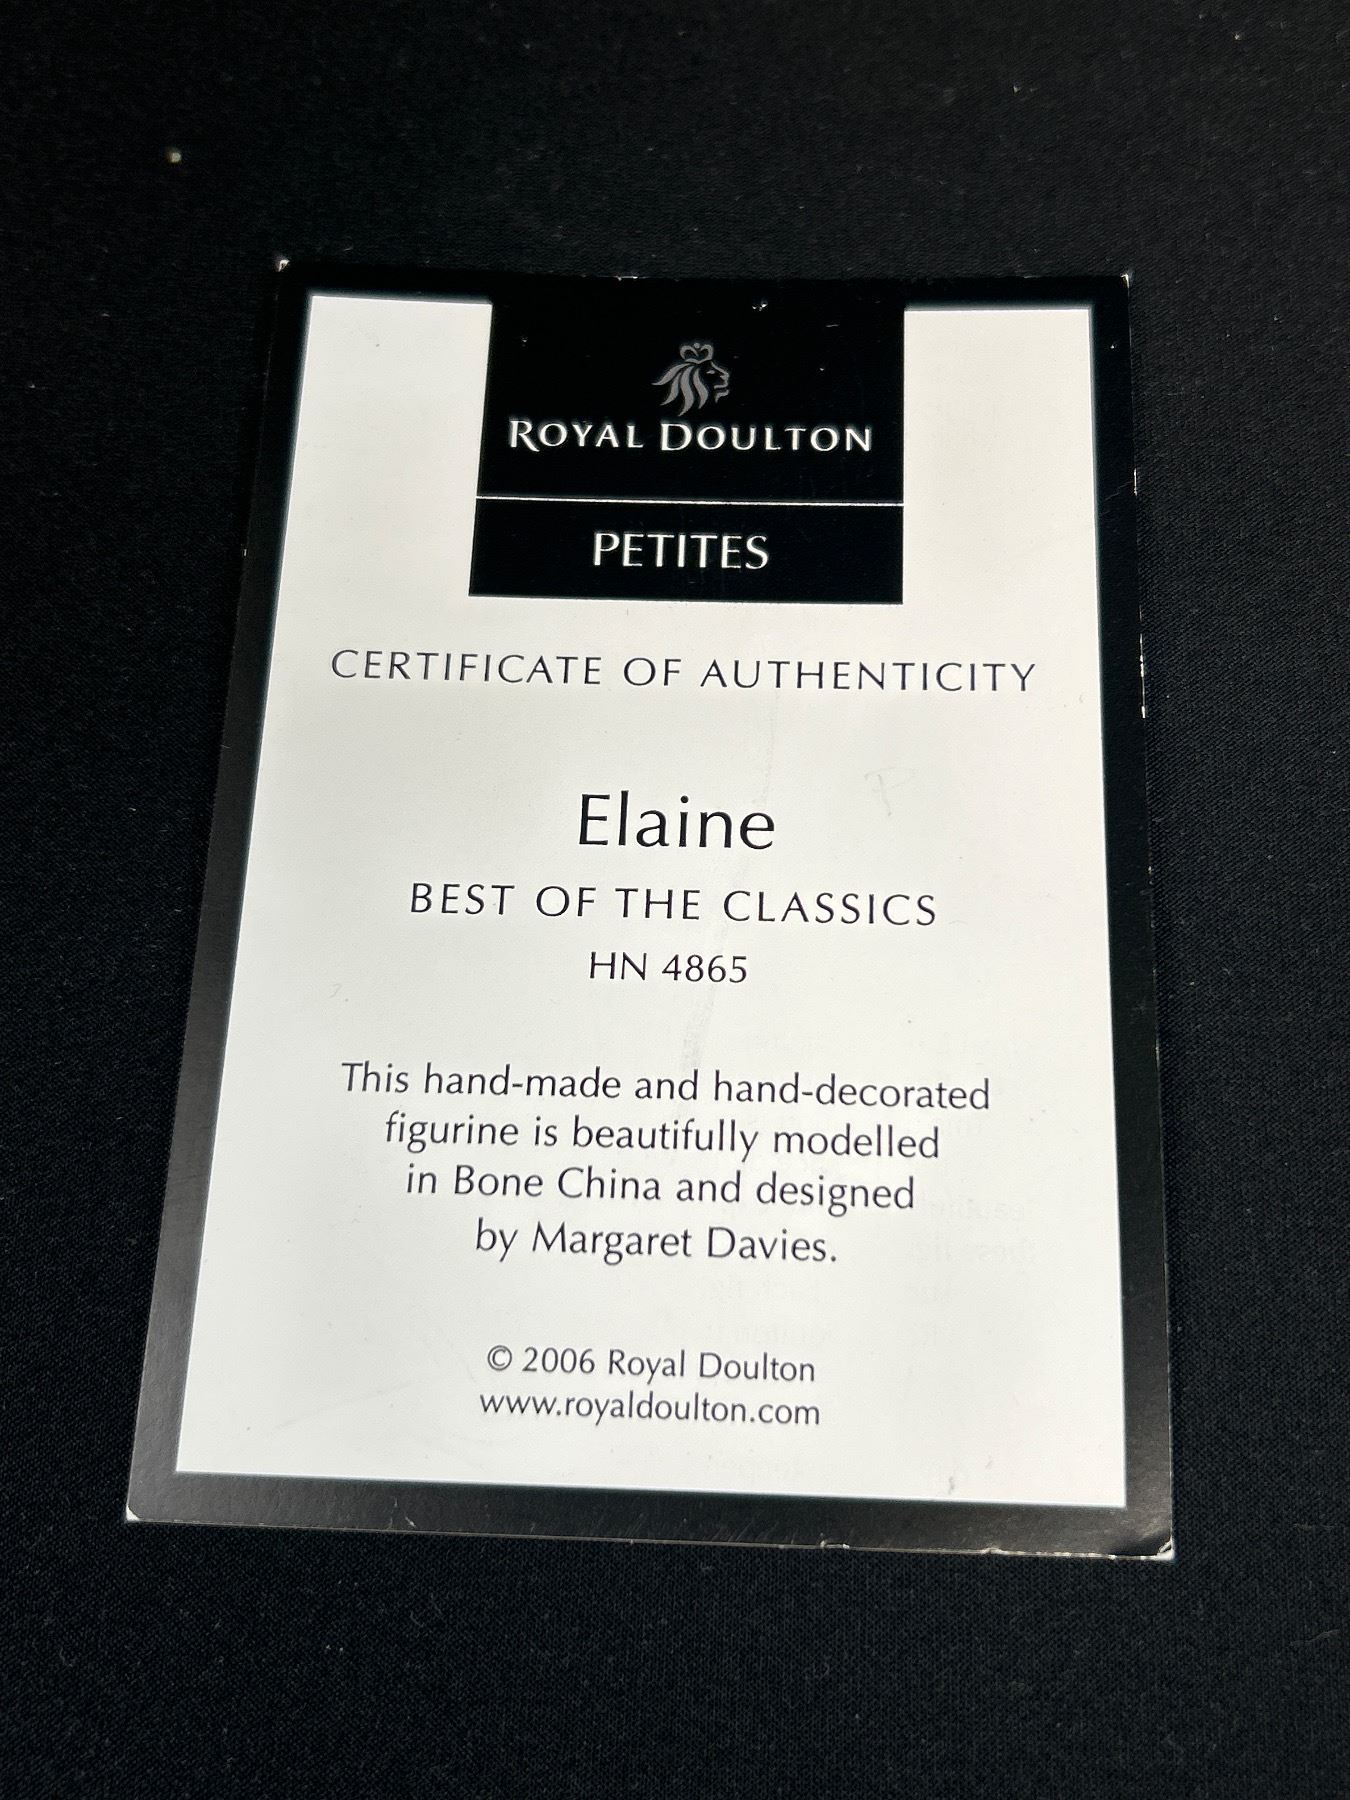 ROYAL DOULTON
PETITES
CERTIFICATE OF AUTHENTICITY
Elaine
BEST OF THE CLASSICS
HN 4865
This hand-made and hand-decorated
figurine is beautifully modelled
in Bone China and designed
by Margaret Davies.
© 2006 Royal Doulton
www.royaldoulton.com